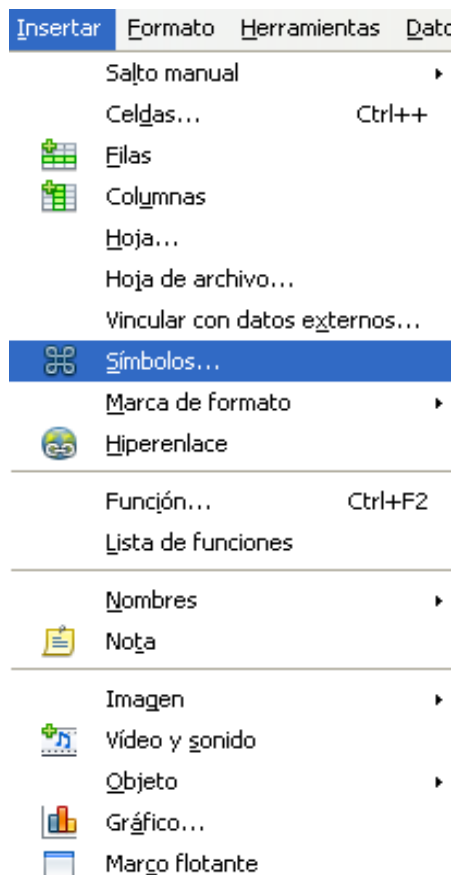 Insertar Formato Herramientas Dato
Salto manual
Celdas... Ctrl++
Filas
Columnas
Hoja...
Hoja de archivo...
Vincular con datos externos...
Símbolos...
Marca de formato
Hiperenlace
Función... Ctrl+F2
Lista de funciones
Nombres
Nota
Imagen
Vídeo y sonido
Objeto
Gráfico...
Marco flotante